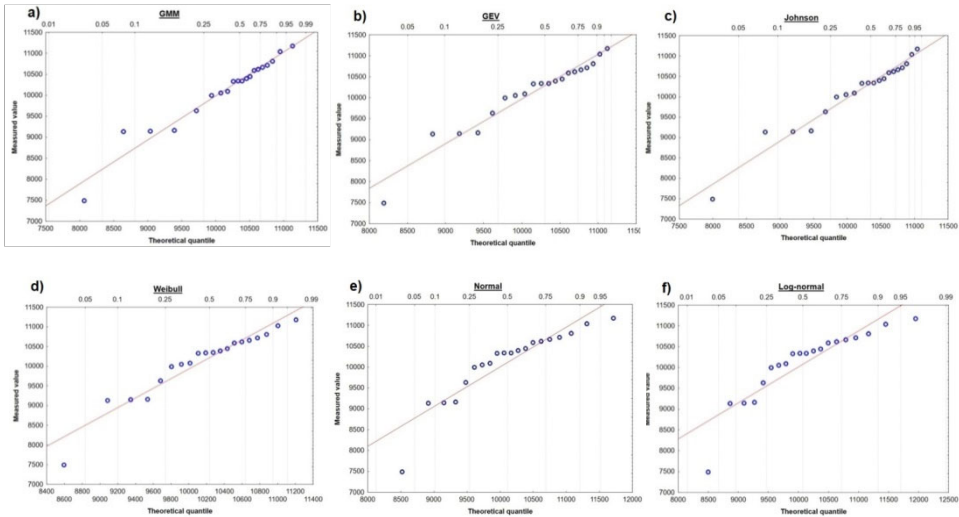 a) GMM
0.01 0.05 0.1 0.25 0.5 0.75 0.95 0.99
11500
11000
10500
10000
9500
9000
8500
8000
7500
7000
Measured value
7500 8000 8500 9000 9500 10000 10500 11000 11500
Theoretical quantile
b) GEV
0.05 0.1 0.25 0.5 0.75 0.9
11500
11000
10500
10000
9500
9000
8500
8000
7500
7000
Measured value
8000 8500 9000 9500 10000 10500 11000 11500
Theoretical quantile
c) Johnson
0.05 0.1 0.25 0.5 0.75 0.95
11500
11000
10500
10000
9500
9000
8500
8000
7500
7000
Measured value
7500 8000 8500 9000 9500 10000 10500 11000 11500
Theoretical quantile
d) Weibull
0.05 0.1 0.25 0.5 0.75 0.9 0.99
11500
11000
10500
10000
9500
9000
8500
8000
7500
7000
Measured value
8400 8800 9200 9600 10000 10400 10800 11200
8600 9000 9400 9800 10200 10600 11000 11400
Theoretical quantile
e) Normal
0.01 0.05 0.1 0.25 0.5 0.75 0.9 0.95
11500
11000
10500
10000
9500
9000
8500
8000
7500
7000
Measured value
8000 8500 9000 9500 10000 10500 11000 11500 12000
Theoretical quantile
f) Log-normal
0.01 0.05 0.25 0.5 0.75 0.9 0.95 0.99
11500
11000
10500
10000
9500
9000
8500
8000
7500
7000
Measured value
8000 8500 9000 9500 10000 10500 11000 11500 12000 12500
Theoretical quantile